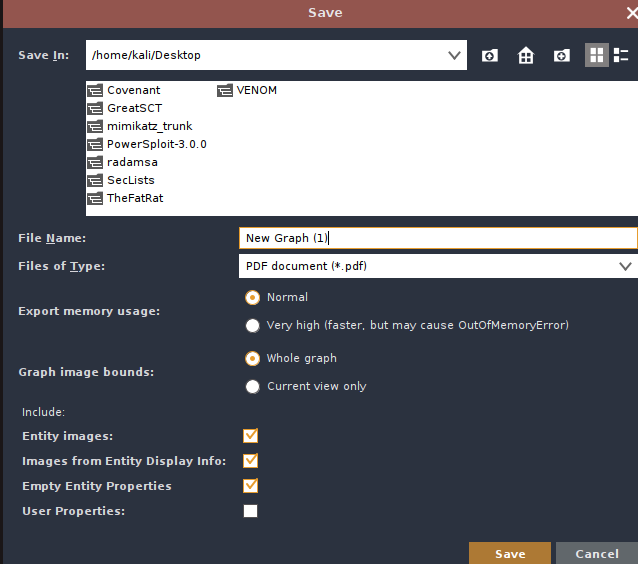 Save
Save In: /home/kali/Desktop
Covenant VENOM
GreatSCT
mimikatz_trunk
PowerSploit-3.0.0
radamsa
SecLists
TheFatRat
File Name: New Graph (1)
Files of Type: PDF document (*.pdf)
Normal
Export memory usage:
Very high (faster, but may cause OutOfMemoryError)
Whole graph
Graph image bounds:
Current view only
Include:
Entity images:
Images from Entity Display Info:
Empty Entity Properties
User Properties:
Save Cancel